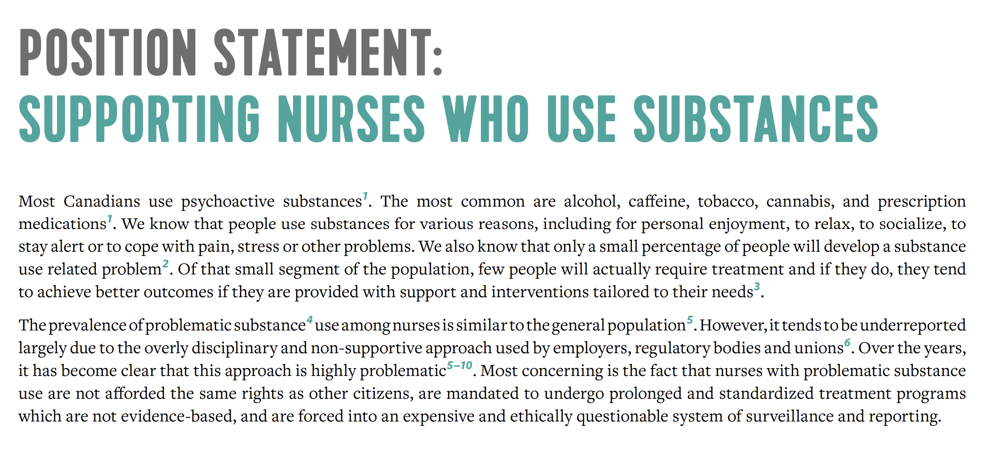 POSITION STATEMENT:
SUPPORTING NURSES WHO USE SUBSTANCES
Most Canadians use psychoactive substances1. The most common are alcohol, caffeine, tobacco, cannabis, and prescription
medications1. We know that people use substances for various reasons, including for personal enjoyment, to relax, to socialize, to
stay alert or to cope with pain, stress or other problems. We also know that only a small percentage of people will develop a substance
use related problem2. Of that small segment of the population, few people will actually require treatment and if they do, they tend
to achieve better outcomes if they are provided with support and interventions tailored to their needs3.
The prevalence of problematic substance4 use among nurses is similar to the general population5. However, it tends to be underreported
largely due to the overly disciplinary and non-supportive approach used by employers, regulatory bodies and unions6. Over the years,
it has become clear that this approach is highly problematic5–10. Most concerning is the fact that nurses with problematic substance
use are not afforded the same rights as other citizens, are mandated to undergo prolonged and standardized treatment programs
which are not evidence-based, and are forced into an expensive and ethically questionable system of surveillance and reporting.